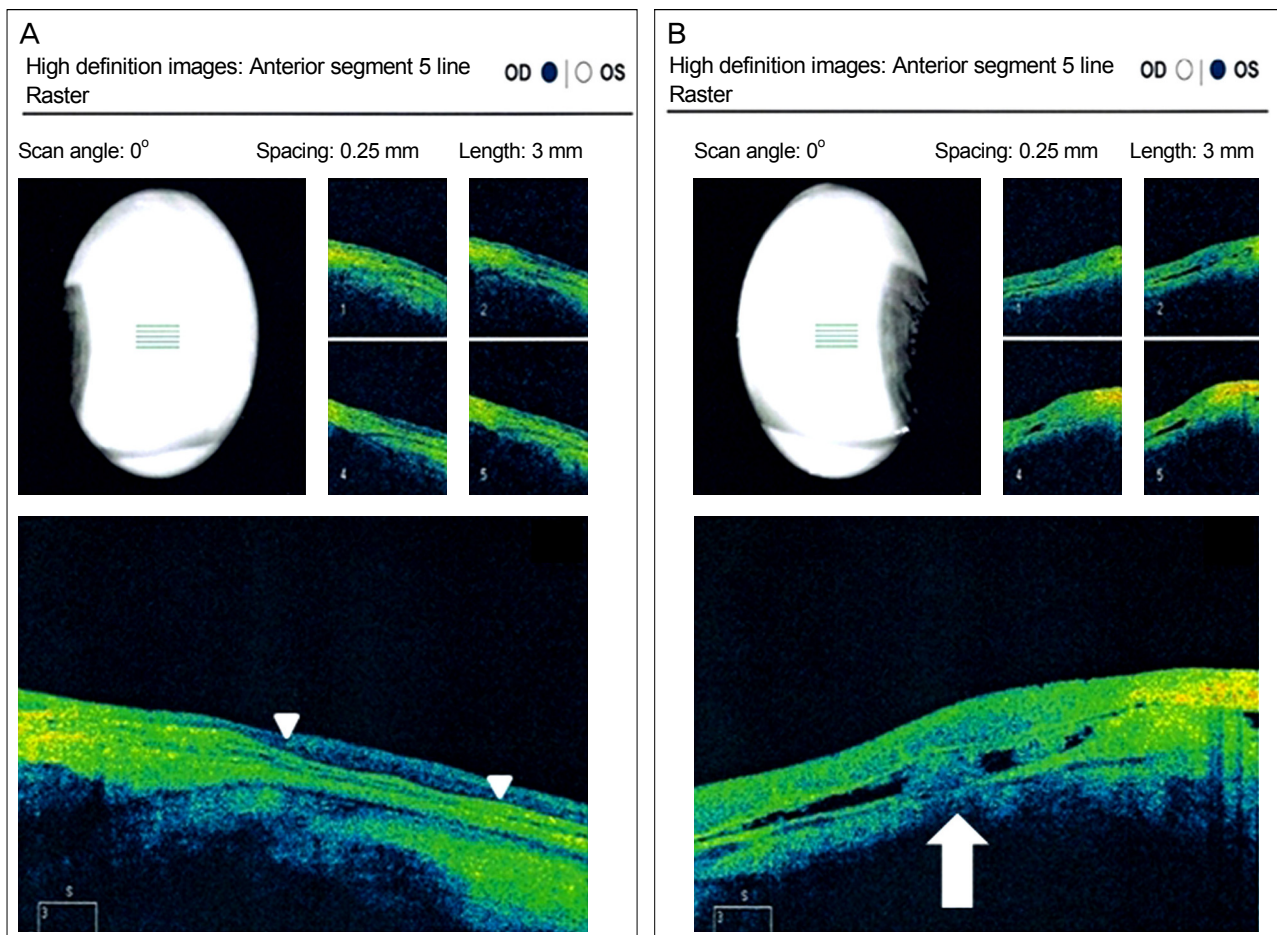 A
High definition images: Anterior segment 5 line
Raster
OD OS
Scan angle: 0° Spacing: 0.25 mm Length: 3 mm
1 2
4 5
S
3
B
High definition images: Anterior segment 5 line
Raster
OD OS
Scan angle: 0° Spacing: 0.25 mm Length: 3 mm
1 2
4 5
S
3